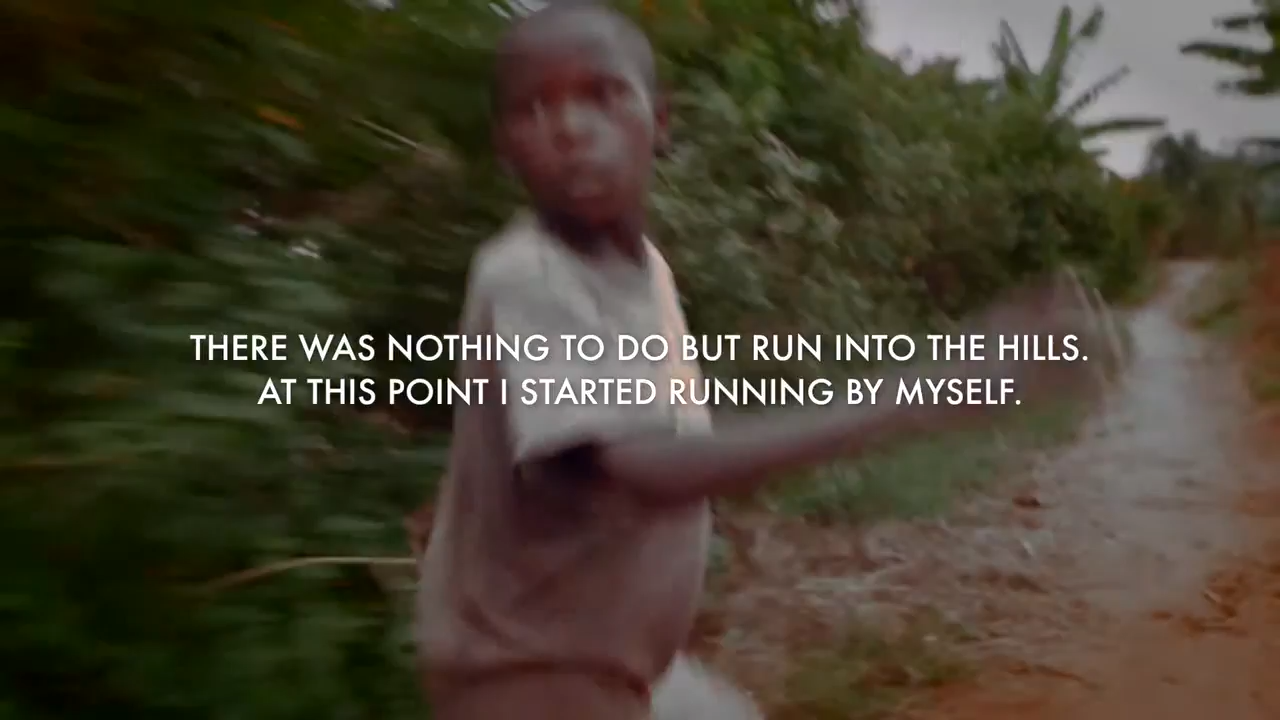 THERE WAS NOTHING TO DO BUT RUN INTO THE HILLS.
AT THIS POINT I STARTED RUNNING BY MYSELF.